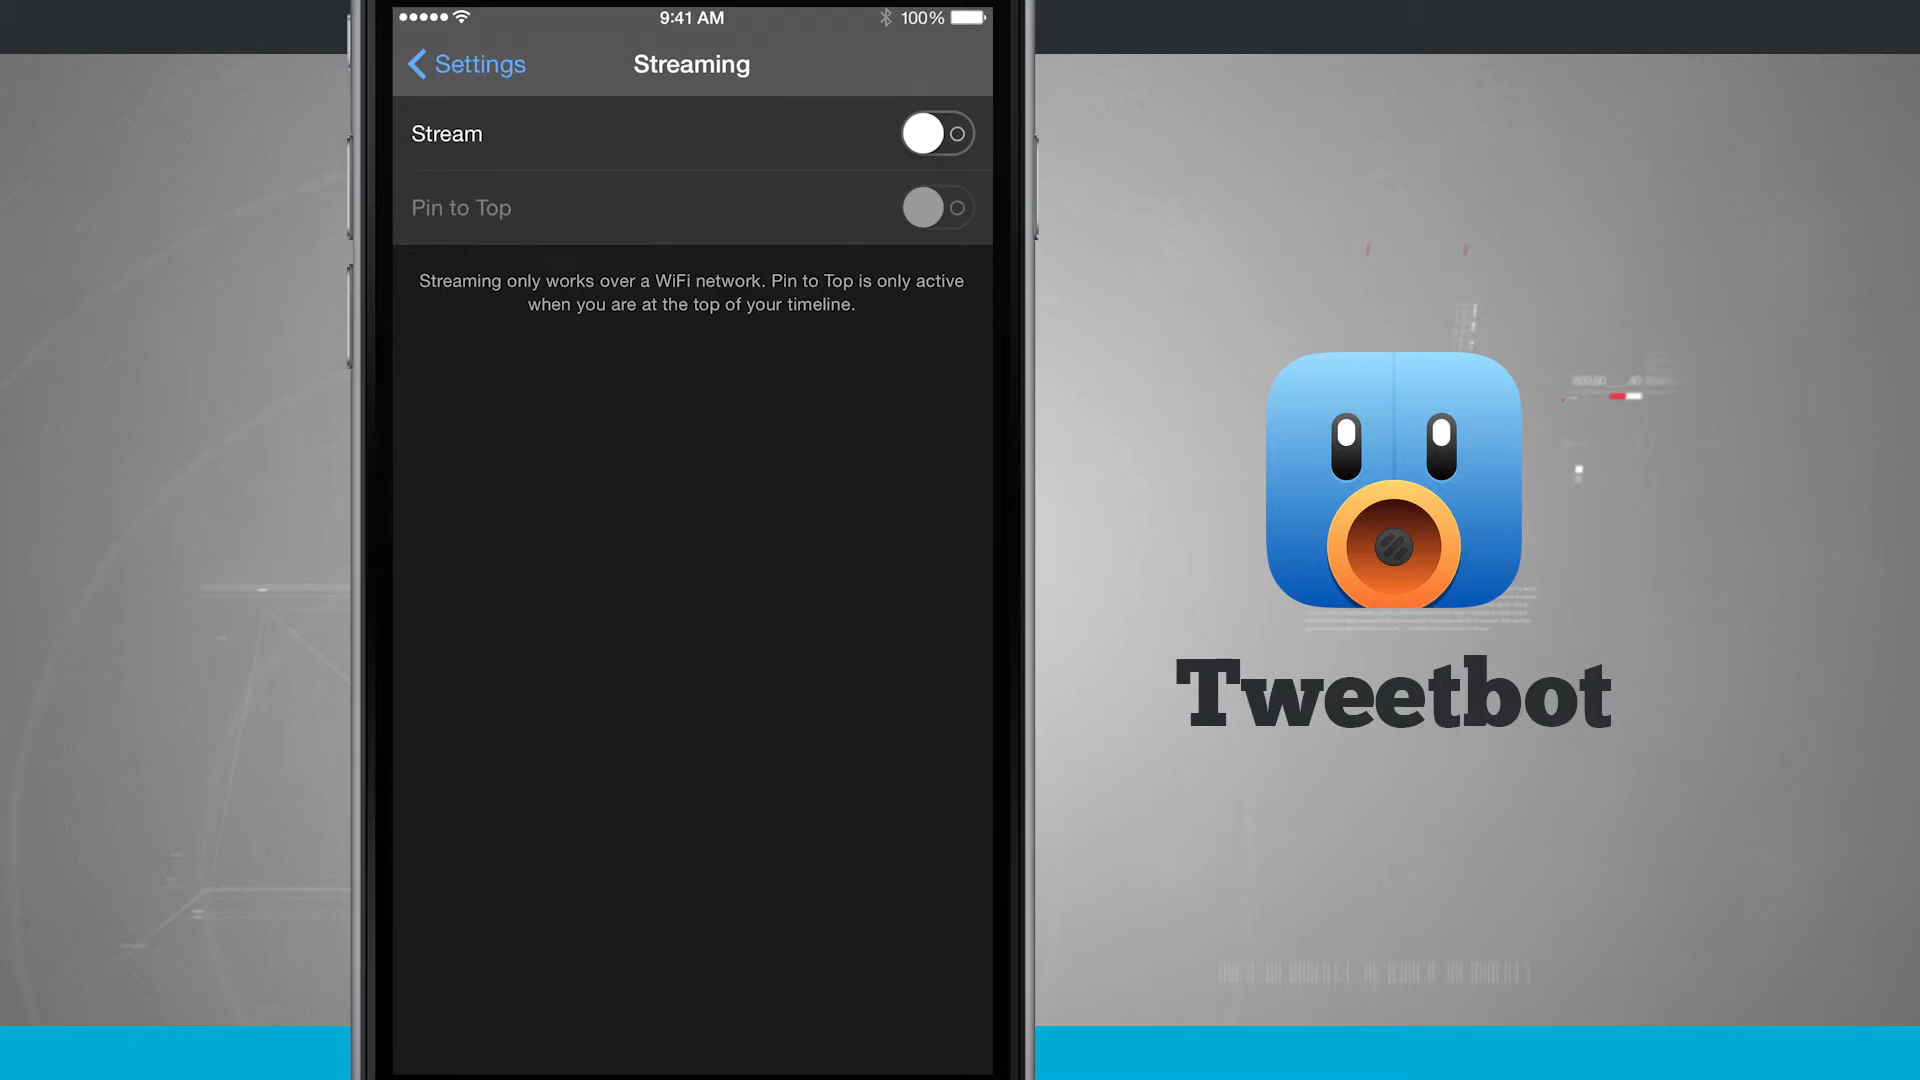 9:41 AM
100%
Settings
Streaming
Stream
Pin to Top
Streaming only works over a WiFi network. Pin to Top is only active
when you are at the top of your timeline.
Tweetbot